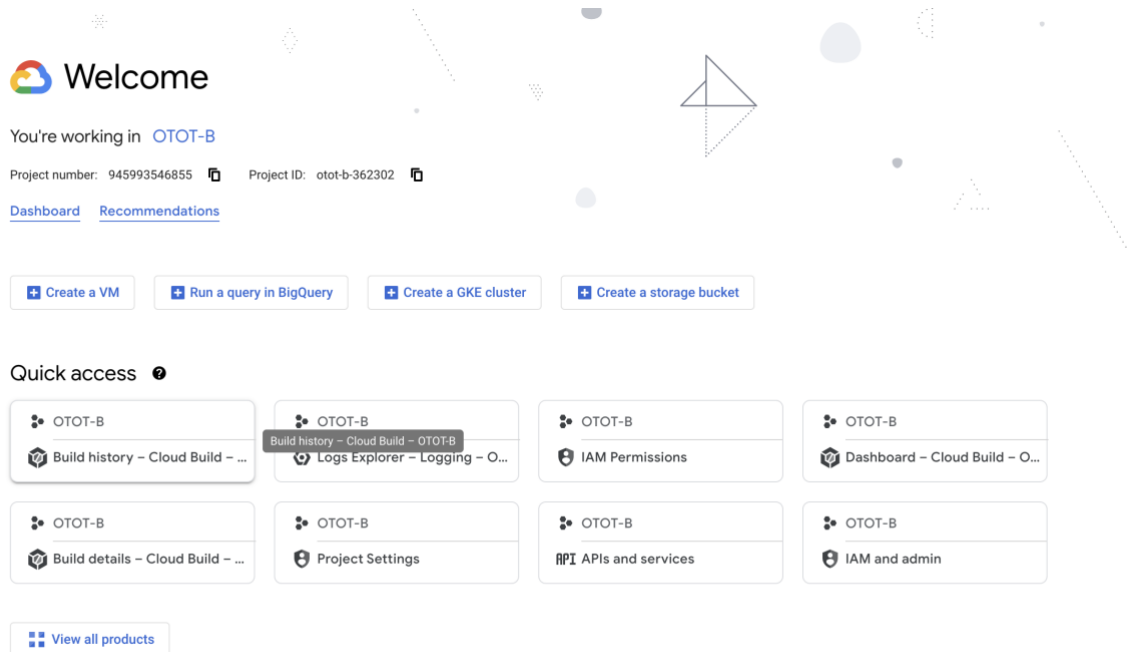 Welcome
You're working in OTOT-B
Project number: 945993546855 Project ID: otot-b-362302
Dashboard Recommendations
Create a VM Run a query in BigQuery Create a GKE cluster Create a storage bucket
Quick access
OTOT-B OTOT-B OTOT-B OTOT-B
Build history – Cloud Build – OTOT-B
Build history – Cloud Build – ... Logs Explorer – Logging – O... IAM Permissions Dashboard – Cloud Build – O...
OTOT-B OTOT-B OTOT-B OTOT-B
Build details – Cloud Build – ... Project Settings API APIs and services IAM and admin
View all products